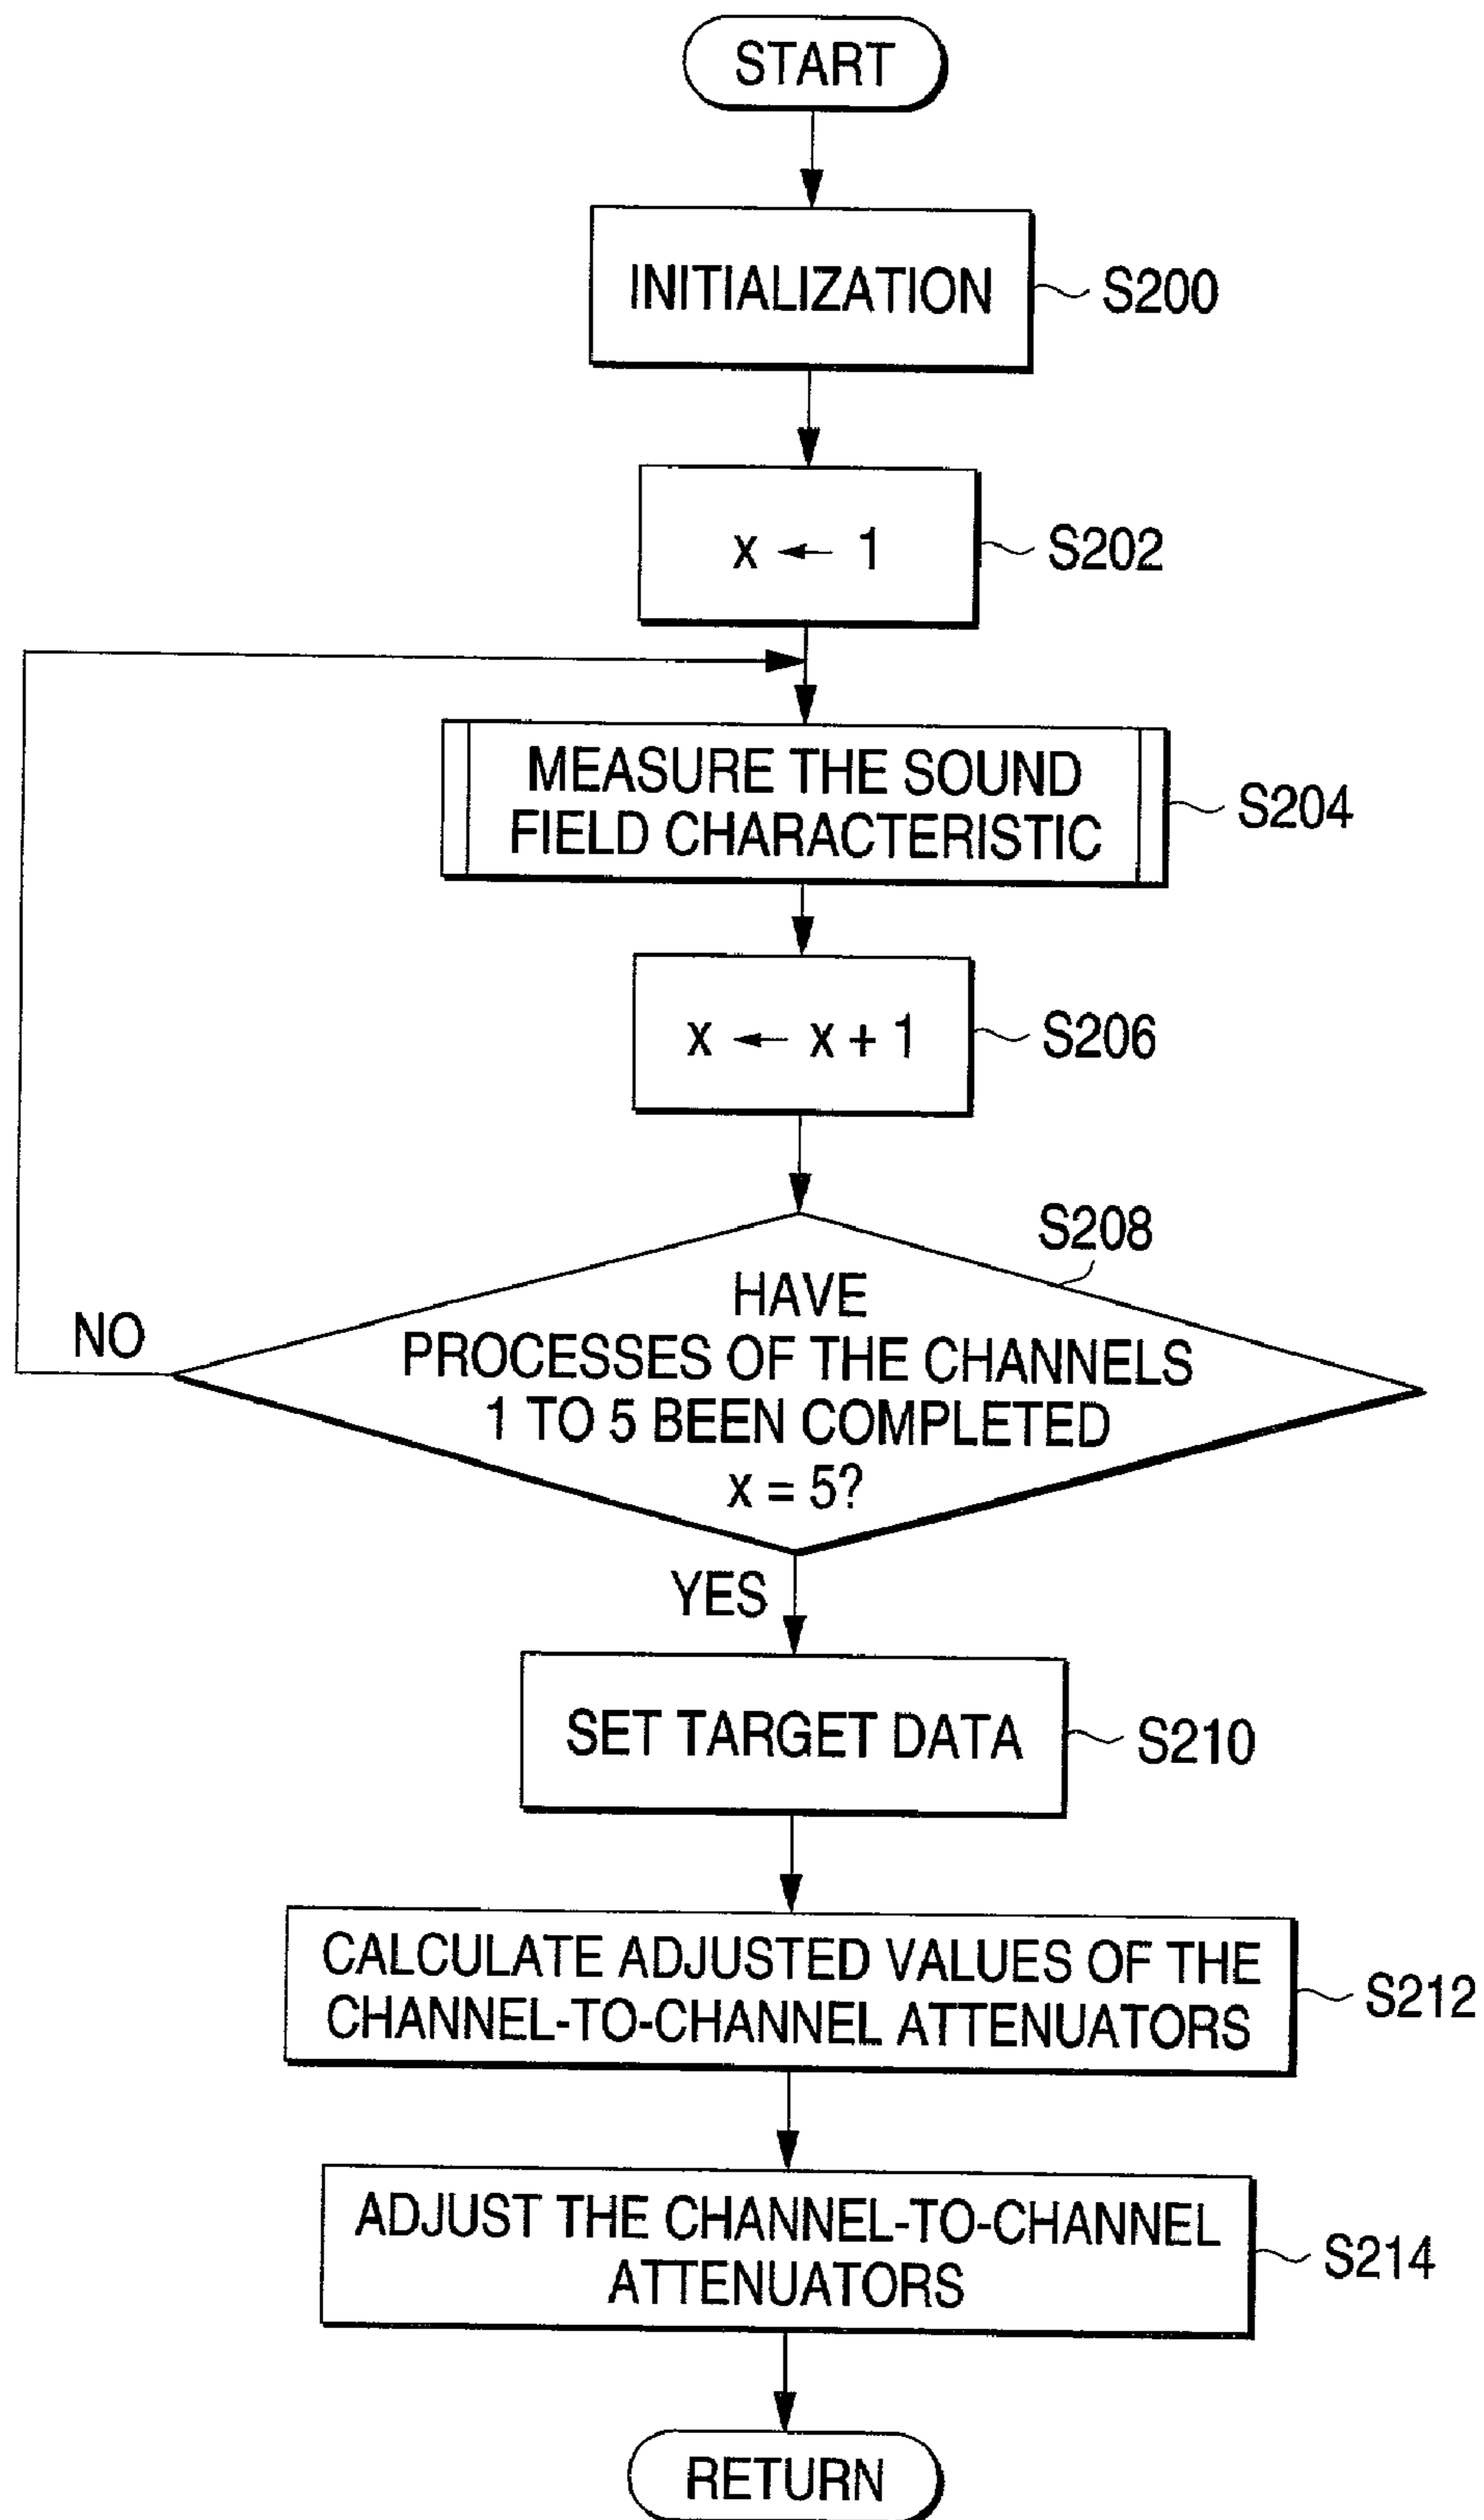 START
INITIALIZATION
S200
x ← 1
S202
MEASURE THE SOUND
FIELD CHARACTERISTIC
S204
x ← x + 1
S206
S208
HAVE
PROCESSES OF THE CHANNELS
1 TO 5 BEEN COMPLETED
x = 5?
NO
YES
SET TARGET DATA
S210
CALCULATE ADJUSTED VALUES OF THE
CHANNEL-TO-CHANNEL ATTENUATORS
S212
ADJUST THE CHANNEL-TO-CHANNEL
ATTENUATORS
S214
RETURN